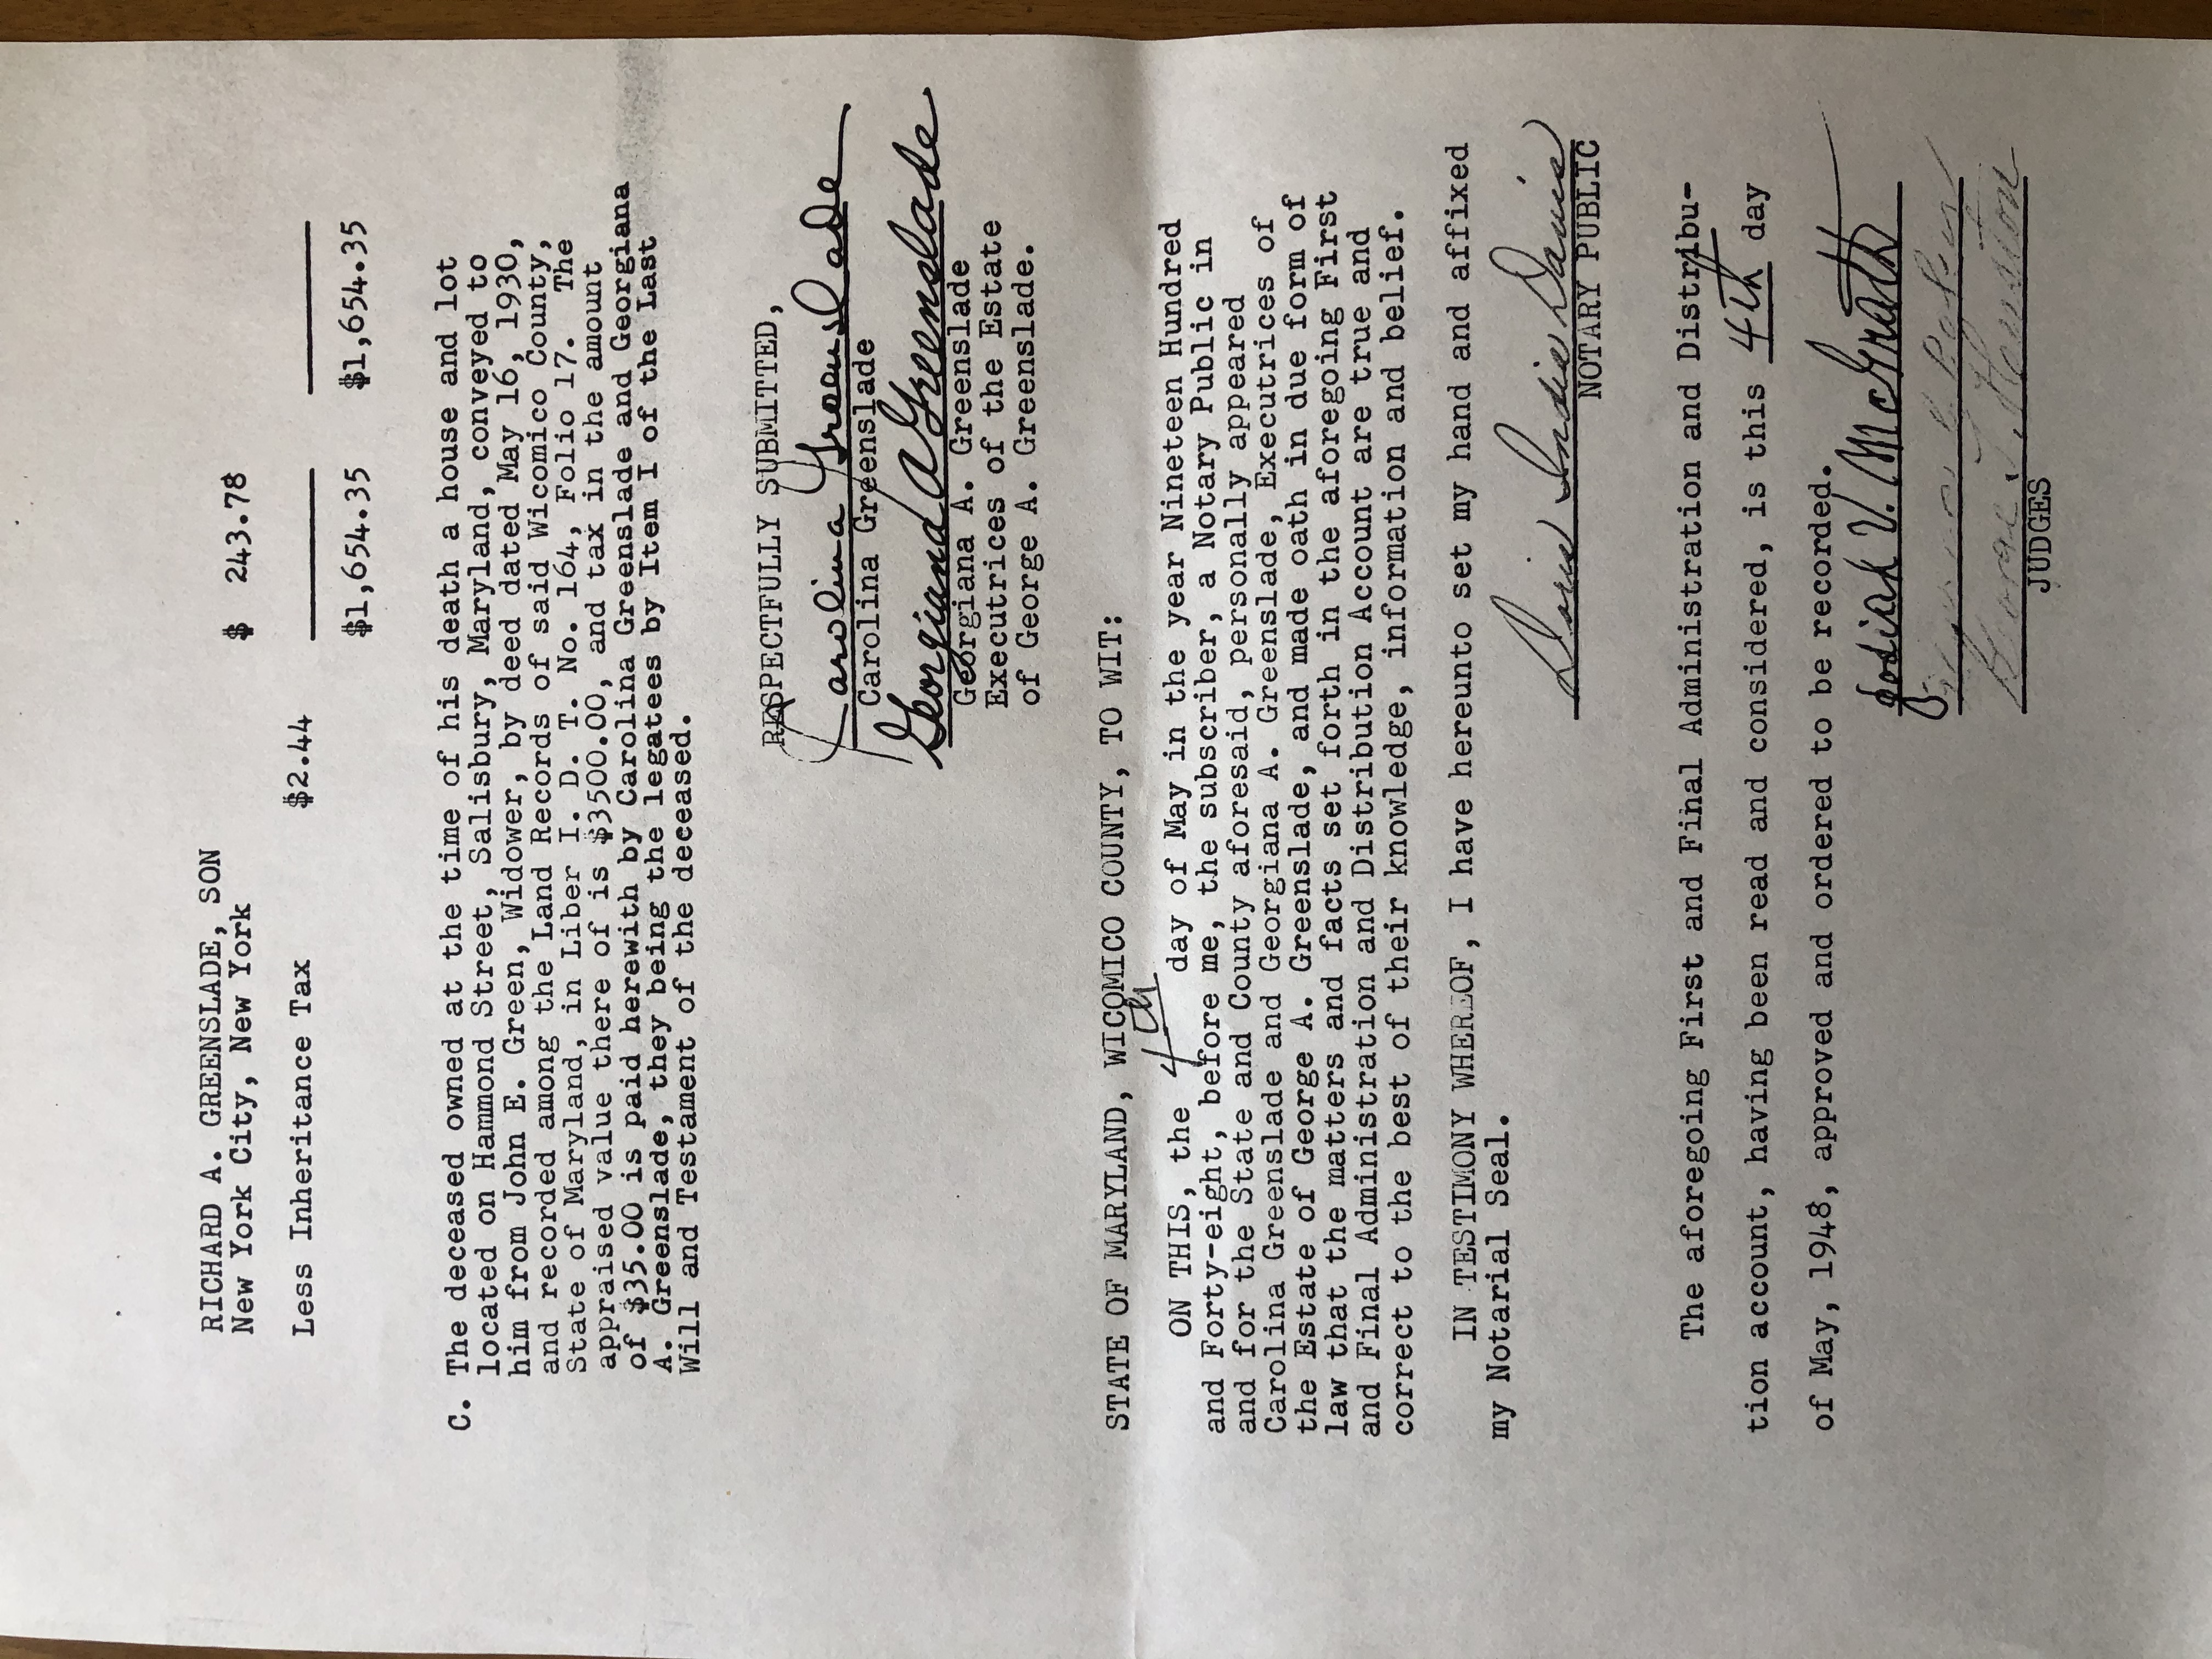 RICHARD A. GREENSLADE, SON
New York City, New York $ 243.78
Less Inheritance Tax $2.44
$1,654.35 $1,654.35
C. The deceased owned at the time of his death a house and lot
located on Hammond Street, Salisbury, Maryland, conveyed to
him from John E. Green, Widower, by deed dated May 16, 1930,
and recorded among the Land Records of said Wicomico County,
State of Maryland, in Liber I. D. T. No. 164, Folio 17. The
appraised value there of is $3500.00, and tax in the amount
of $35.00 is paid herewith by Carolina Greenslade and Georgiana
A. Greenslade, they being the legatees by Item I of the Last
Will and Testament of the deceased.
RESPECTFULLY SUBMITTED,
Carolina Greenslade
Carolina Greenslade
Georgiana A Greenslade
Georgiana A. Greenslade
Executrices of the Estate
of George A. Greenslade.
STATE OF MARYLAND, WICOMICO COUNTY, TO WIT:
ON THIS, the 4th day of May in the year Nineteen Hundred
and Forty-eight, before me, the subscriber, a Notary Public in
and for the State and County aforesaid, personally appeared
Carolina Greenslade and Georgiana A. Greenslade, Executrices of
the Estate of George A. Greenslade, and made oath in due form of
law that the matters and facts set forth in the aforegoing First
and Final Administration and Distribution Account are true and
correct to the best of their knowledge, information and belief.
IN TESTIMONY WHEREOF, I have hereunto set my hand and affixed
my Notarial Seal.
Doris India Davis
NOTARY PUBLIC
The aforegoing First and Final Administration and Distribu-
tion account, having been read and considered, is this 4th day
of May, 1948, approved and ordered to be recorded.
Josiah V. McGrath
George T. Houston
JUDGES